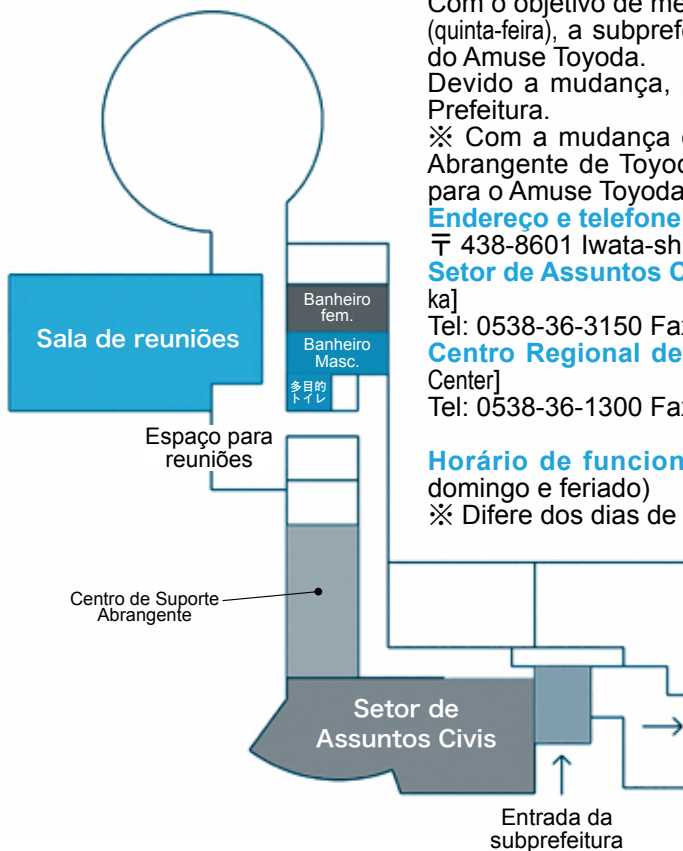 Com o objetivo de me
(quinta-feira), a subpref
do Amuse Toyoda.
Devido a mudança,
Prefeitura.
※ Com a mudança
Abrangente de Toyod
para o Amuse Toyoda
Endereço e telefone
〒 438-8601 Iwata-sh
Setor de Assuntos C
ka]
Tel: 0538-36-3150 Fax
Centro Regional de
Center]
Tel: 0538-36-1300 Fax
Horário de funcion
domingo e feriado)
※ Difere dos dias de
Banheiro
fem.
Banheiro
Masc.
多目的
トイレ
Sala de reuniões
Espaço para
reuniões
Centro de Suporte
Abrangente
Setor de
Assuntos Civis
Entrada da
subprefeitura